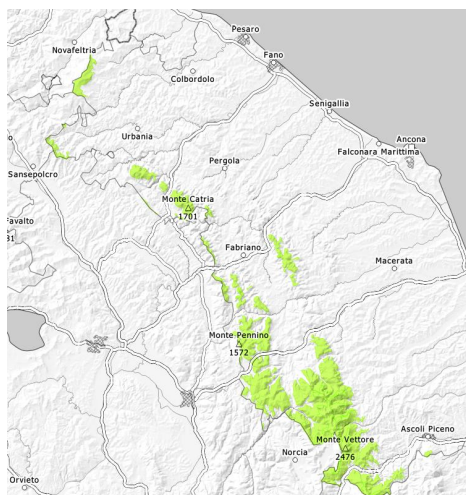 Pesaro
Novafeltria
Fano
Colbordolo
Senigallia
Urbania
Ancona
Falconara Marittima
Pergola
Sansepolcro
Monte Catria
1701
Favalto
Fabriano
Macerata
Monte Pennino
1572
Ascoli Piceno
Monte Vettore
Norcia
2476
Orvieto